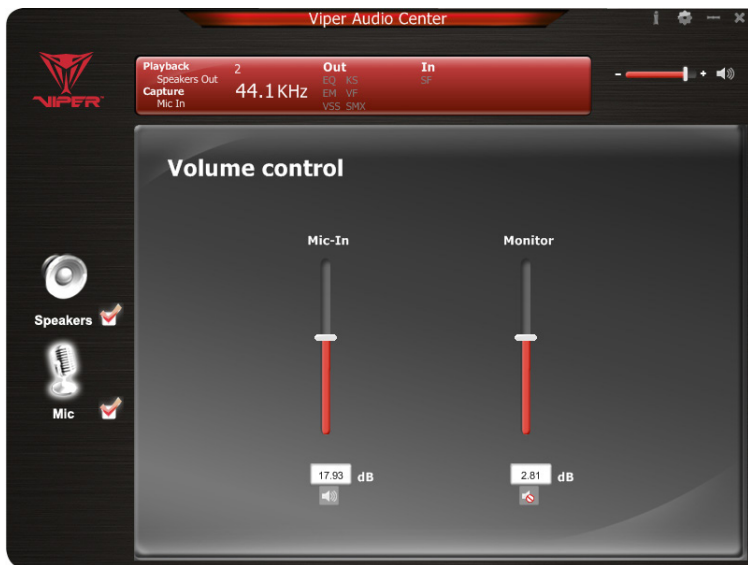 Viper Audio Center
i
VIPER
Playback
Speakers Out
Capture
Mic In
2
44.1 KHz
Out
EQ KS
EM VF
VSS SMX
In
SF
- +
Volume control
Mic-In
Monitor
Speakers
Mic
17.93 dB
2.81 dB